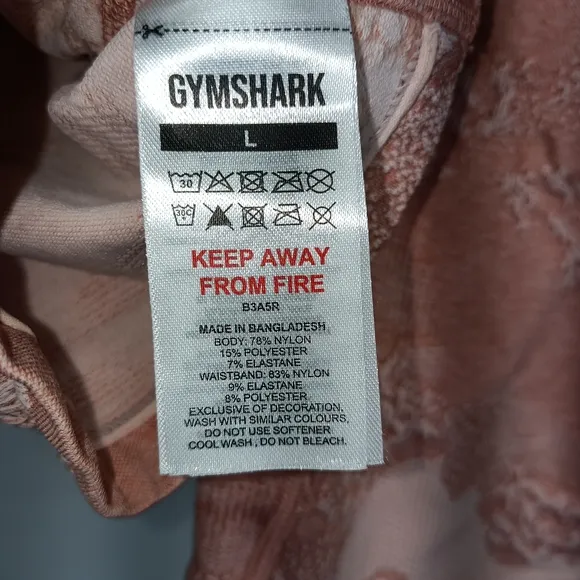 GYMSHARK
L
30
30C
KEEP AWAY
FROM FIRE
B3A5R
MADE IN BANGLADESH
BODY: 78% NYLON
15% POLYESTER
7% ELASTANE
WAISTBAND: 83% NYLON
9% ELASTANE
8% POLYESTER
EXCLUSIVE OF DECORATION.
WASH WITH SIMILAR COLOURS,
DO NOT USE SOFTENER
COOL WASH , DO NOT BLEACH.